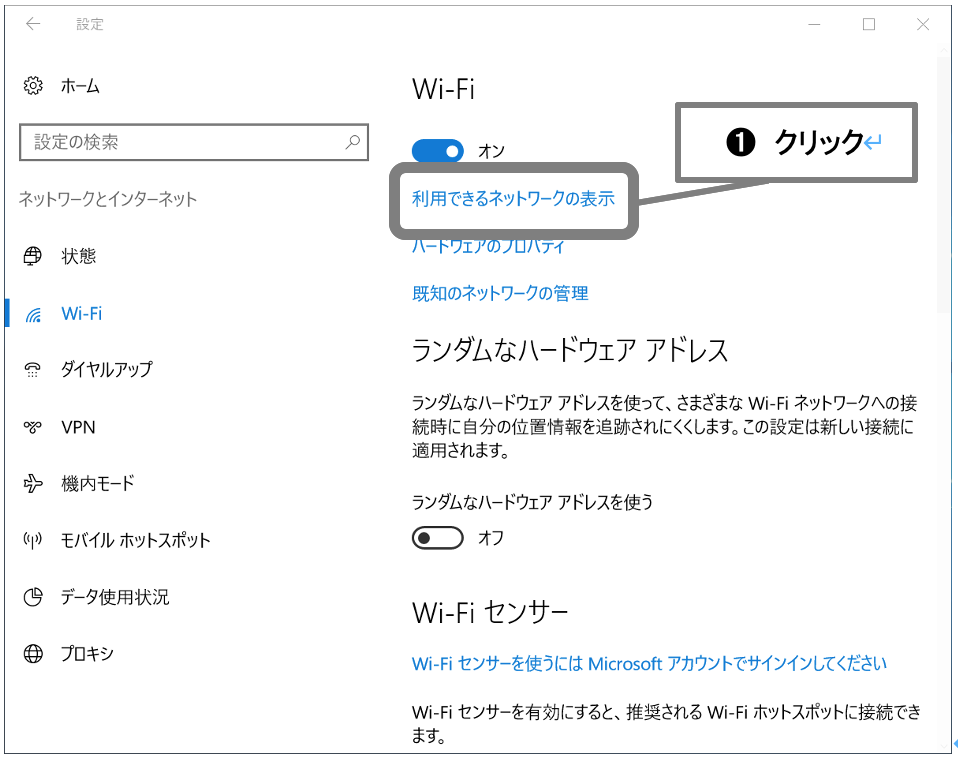 設定
ホーム
設定の検索
ネットワークとインターネット
状態
Wi-Fi
ダイヤルアップ
VPN
機内モード
モバイル ホットスポット
データ使用状況
プロキシ
Wi-Fi
オン
❶ クリック↵
利用できるネットワークの表示
ハードウェアのプロパティ
既知のネットワークの管理
ランダムなハードウェア アドレス
ランダムなハードウェア アドレスを使って、さまざまな Wi-Fi ネットワークへの接
続時に自分の位置情報を追跡されにくくします。この設定は新しい接続に
適用されます。
ランダムなハードウェア アドレスを使う
オフ
Wi-Fi センサー
Wi-Fi センサーを使うには Microsoft アカウントでサインインしてください
Wi-Fi センサーを有効にすると、推奨される Wi-Fi ホットスポットに接続でき
ます。